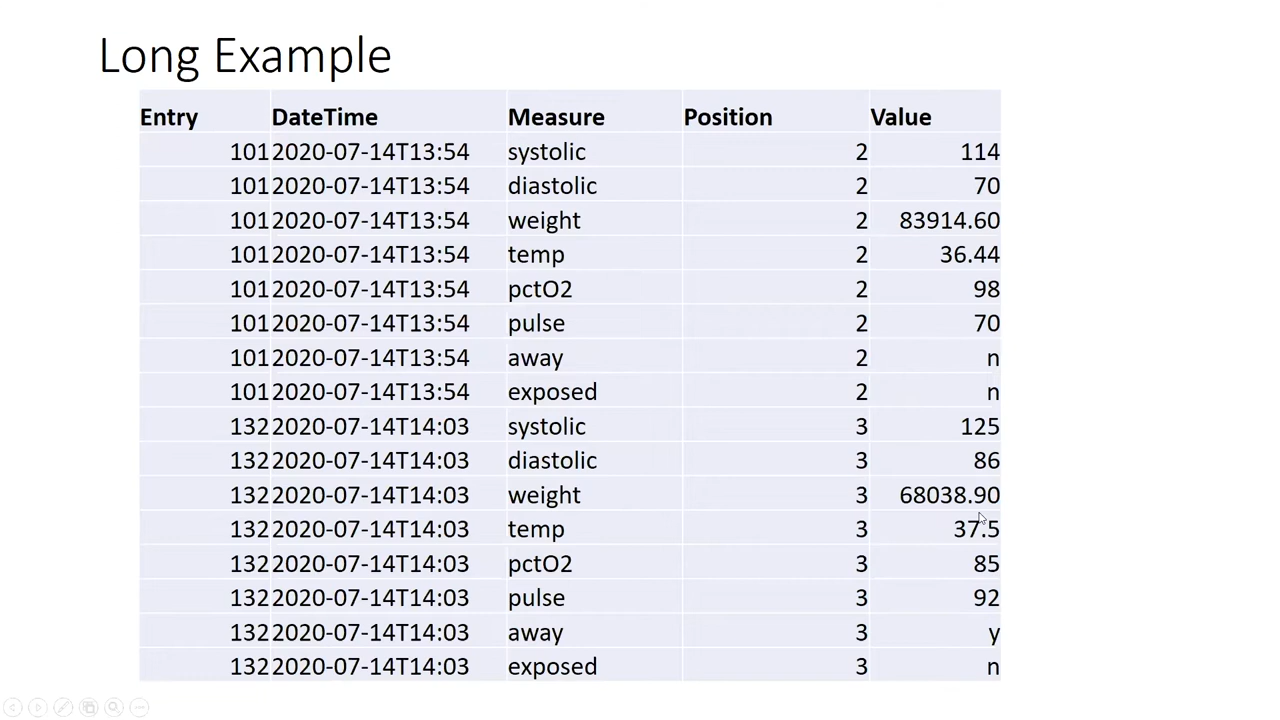 Long Example
Entry DateTime Measure Position Value
101 2020-07-14T13:54 systolic 2 114
101 2020-07-14T13:54 diastolic 2 70
101 2020-07-14T13:54 weight 2 83914.60
101 2020-07-14T13:54 temp 2 36.44
101 2020-07-14T13:54 pctO2 2 98
101 2020-07-14T13:54 pulse 2 70
101 2020-07-14T13:54 away 2 n
101 2020-07-14T13:54 exposed 2 n
132 2020-07-14T14:03 systolic 3 125
132 2020-07-14T14:03 diastolic 3 86
132 2020-07-14T14:03 weight 3 68038.90
132 2020-07-14T14:03 temp 3 37.5
132 2020-07-14T14:03 pctO2 3 85
132 2020-07-14T14:03 pulse 3 92
132 2020-07-14T14:03 away 3 y
132 2020-07-14T14:03 exposed 3 n